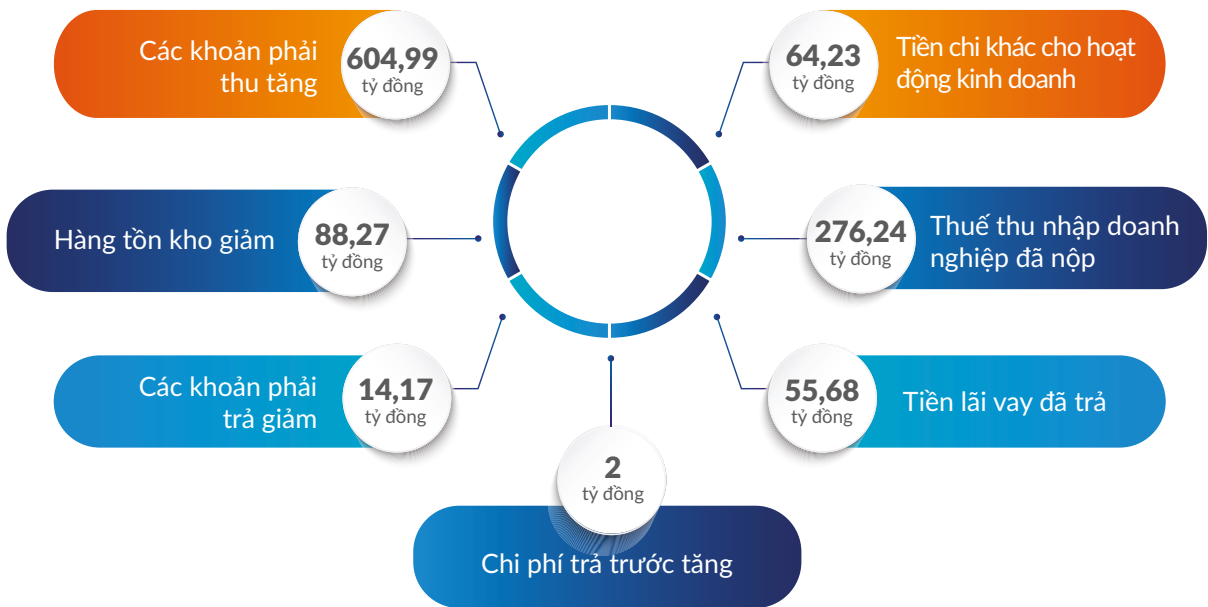 Các khoản phải
thu tăng
604,99
tỷ đồng
64,23
tỷ đồng
Tiền chi khác cho hoạt
động kinh doanh
Hàng tồn kho giảm
88,27
tỷ đồng
276,24
tỷ đồng
Thuế thu nhập doanh
nghiệp đã nộp
Các khoản phải
trả giảm
14,17
tỷ đồng
55,68
tỷ đồng
Tiền lãi vay đã trả
2
tỷ đồng
Chi phí trả trước tăng